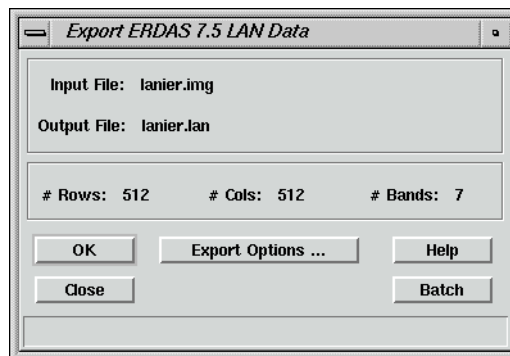 Export ERDAS 7.5 LAN Data
Input File: lanier.img
Output File: lanier.lan
# Rows: 512 # Cols: 512 # Bands: 7
OK Export Options ... Help
Close Batch